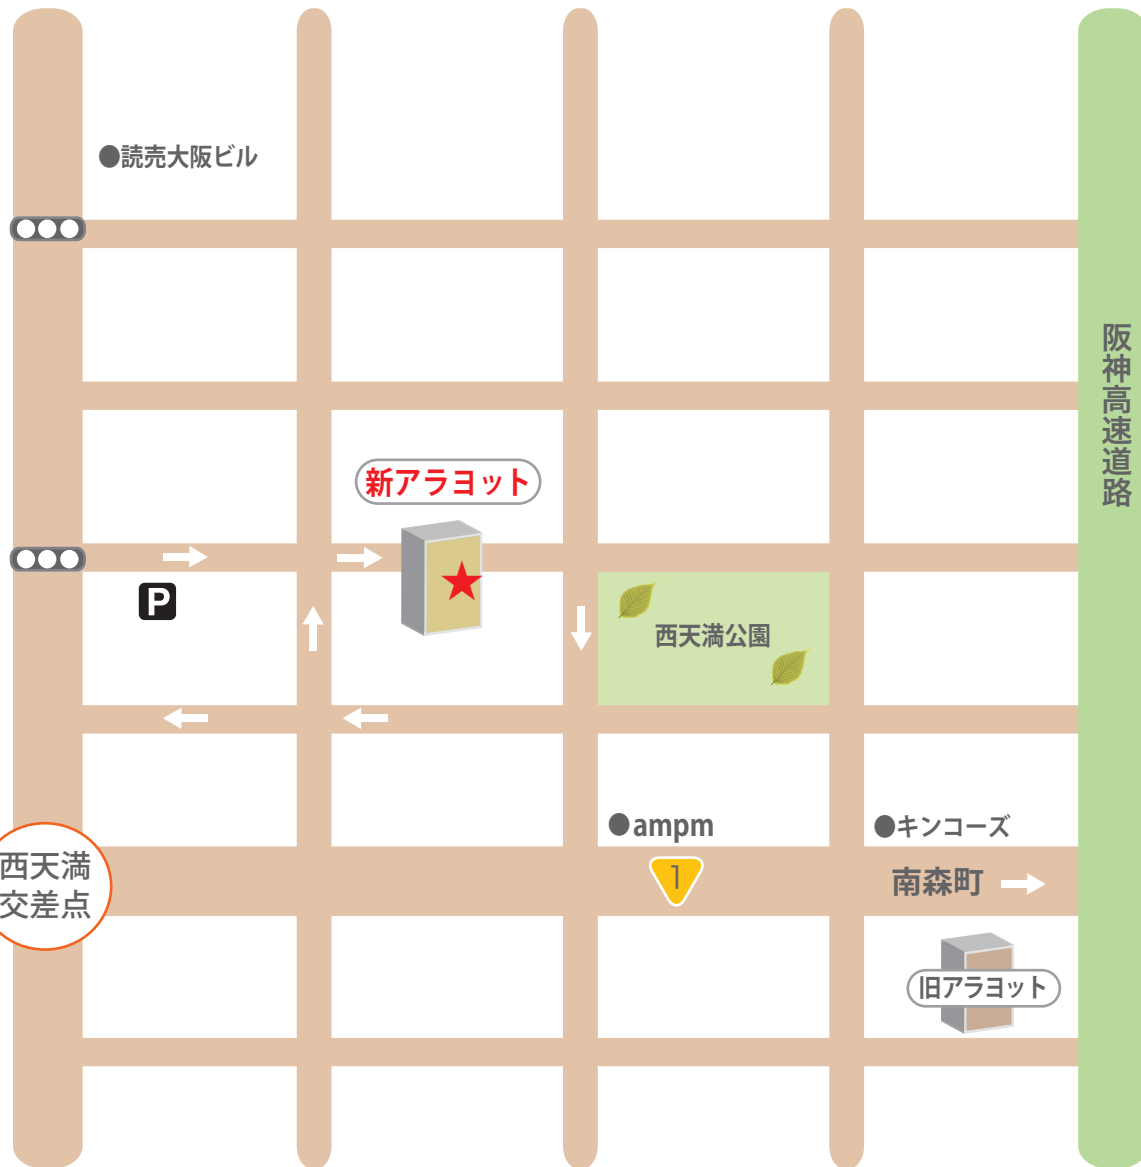 ●読売大阪ビル
阪神高速道路
新アラヨット
P
西天満公園
●ampm
●キンコーズ
西天満
交差点
1
南森町
旧アラヨット